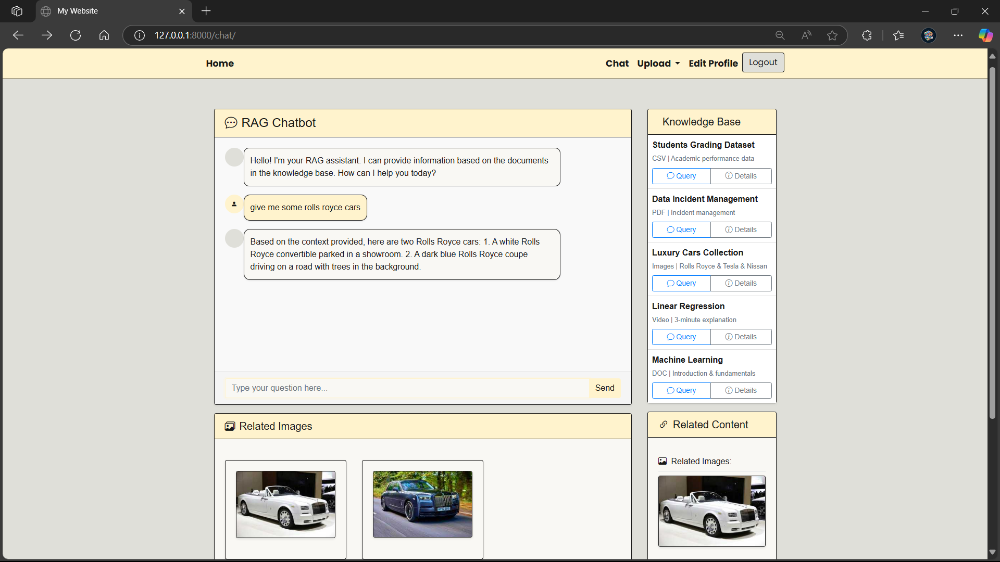 My Website
127.0.0.1:8000/chat/
Home
Chat Upload Edit Profile Logout
RAG Chatbot
Hello! I'm your RAG assistant. I can provide information based on the documents
in the knowledge base. How can I help you today?
give me some rolls royce cars
Based on the context provided, here are two Rolls Royce cars: 1. A white Rolls
Royce convertible parked in a showroom. 2. A dark blue Rolls Royce coupe
driving on a road with trees in the background.
Type your question here...
Send
Related Images
Knowledge Base
Students Grading Dataset
CSV | Academic performance data
Query Details
Data Incident Management
PDF | Incident management
Query Details
Luxury Cars Collection
Images | Rolls Royce & Tesla & Nissan
Query Details
Linear Regression
Video | 3-minute explanation
Query Details
Machine Learning
DOC | Introduction & fundamentals
Query Details
Related Content
Related Images: